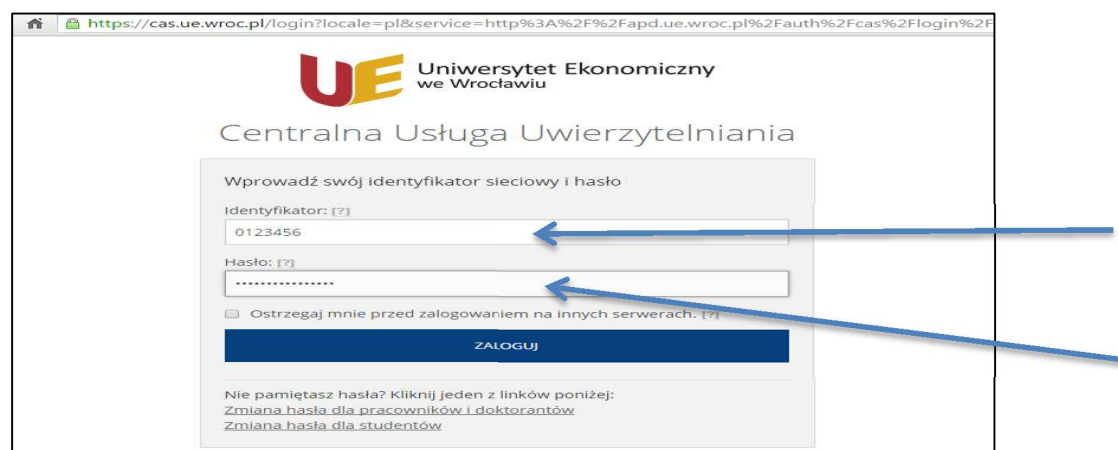 https://cas.ue.wroc.pl/login?locale=pl&service=http%3A%2F%2Fapd.ue.wroc.pl%2Fauth%2Fcas%2Flogin%2F
UE Uniwersytet Ekonomiczny
we Wrocławiu
Centralna Usługa Uwierzytelniania
Wprowadź swój identyfikator sieciowy i hasło
Identyfikator: [?]
0123456
Hasło: [?]
••••••••••••••••
Ostrzegaj mnie przed zalogowaniem na innych serwerach. [?]
ZALOGUJ
Nie pamiętasz hasła? Kliknij jeden z linków poniżej:
Zmiana hasła dla pracowników i doktorantów
Zmiana hasła dla studentów